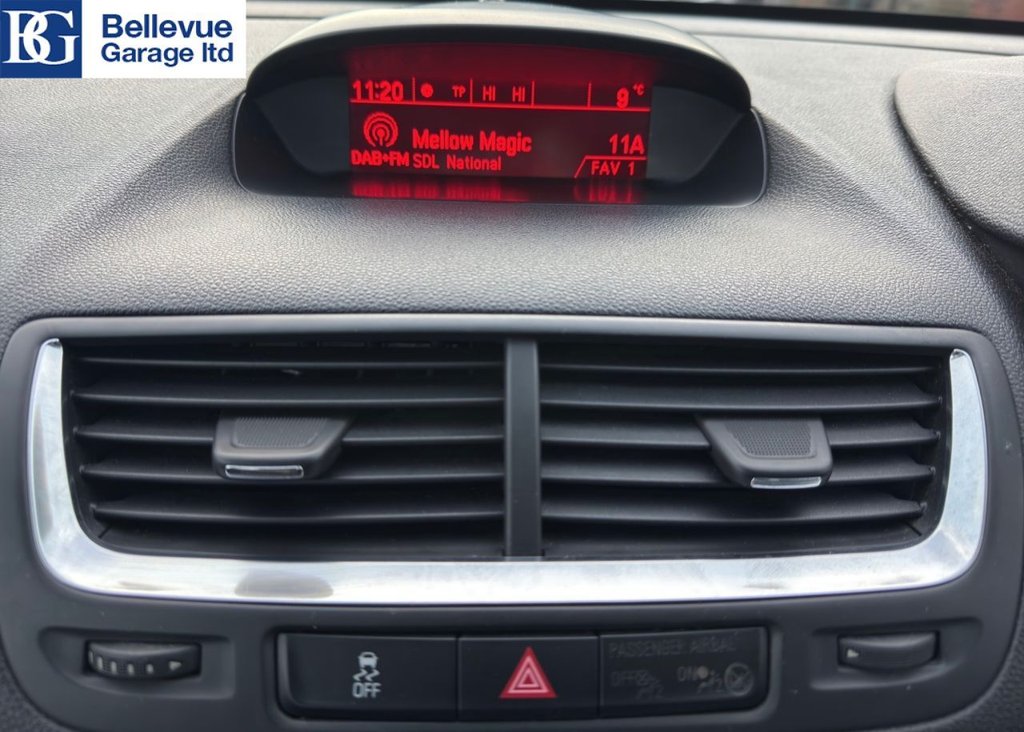 BG Bellevue
Garage ltd
11:20 TP HI HI 9 °C
Mellow Magic 11A
DAB+FM SDL National FAV 1
OFF
PASSENGER AIRBAG
OFF ON